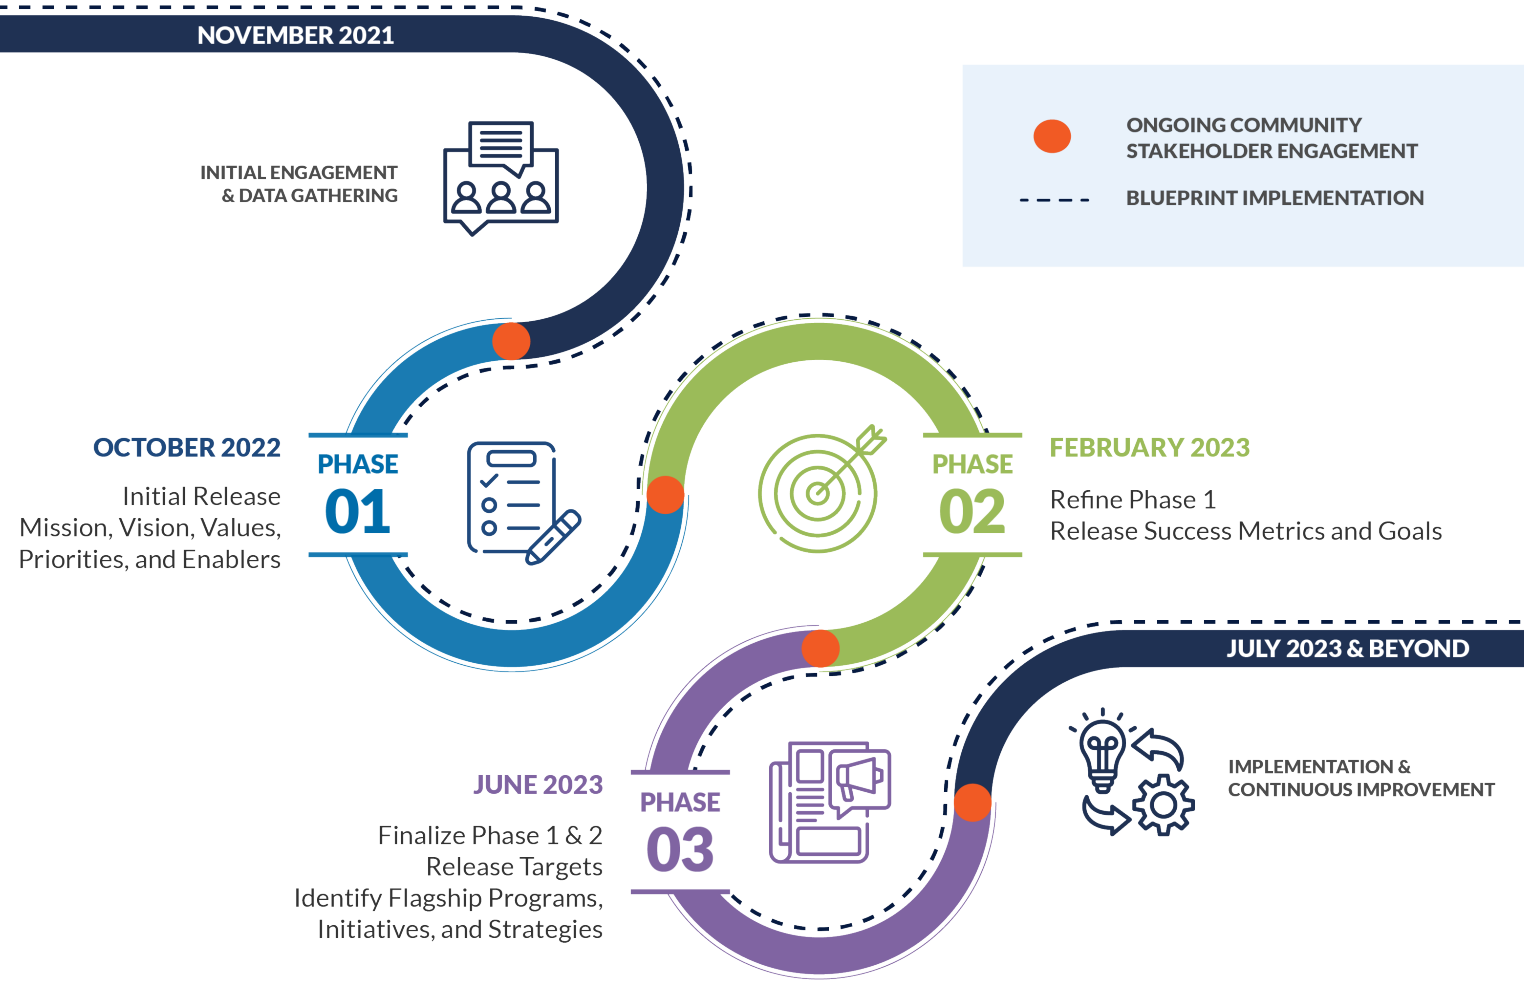 NOVEMBER 2021
INITIAL ENGAGEMENT
& DATA GATHERING
ONGOING COMMUNITY
STAKEHOLDER ENGAGEMENT
BLUEPRINT IMPLEMENTATION
OCTOBER 2022
Initial Release
Mission, Vision, Values,
Priorities, and Enablers
PHASE
01
PHASE
02
FEBRUARY 2023
Refine Phase 1
Release Success Metrics and Goals
JUNE 2023
Finalize Phase 1 & 2
Release Targets
Identify Flagship Programs,
Initiatives, and Strategies
PHASE
03
JULY 2023 & BEYOND
IMPLEMENTATION &
CONTINUOUS IMPROVEMENT